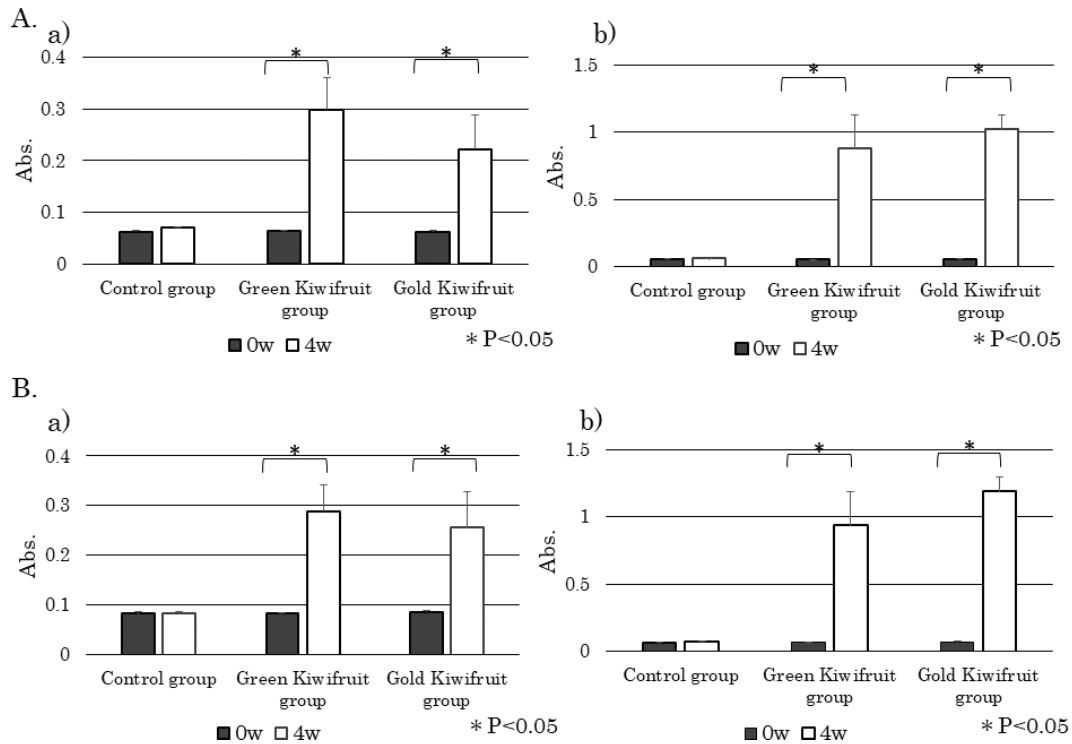 A.
a)
Abs.
0.4
0.3
0.2
0.1
0
*
*
Control group
Green Kiwifruit
group
Gold Kiwifruit
group
0w 4w
* P<0.05
b)
Abs.
1.5
1
0.5
0
*
*
Control group
Green Kiwifruit
group
Gold Kiwifruit
group
0w 4w
* P<0.05
B.
a)
Abs.
0.4
0.3
0.2
0.1
0
*
*
Control group
Green Kiwifruit
group
Gold Kiwifruit
group
0w 4w
* P<0.05
b)
Abs.
1.5
1
0.5
0
*
*
Control group
Green Kiwifruit
group
Gold Kiwifruit
group
0w 4w
* P<0.05